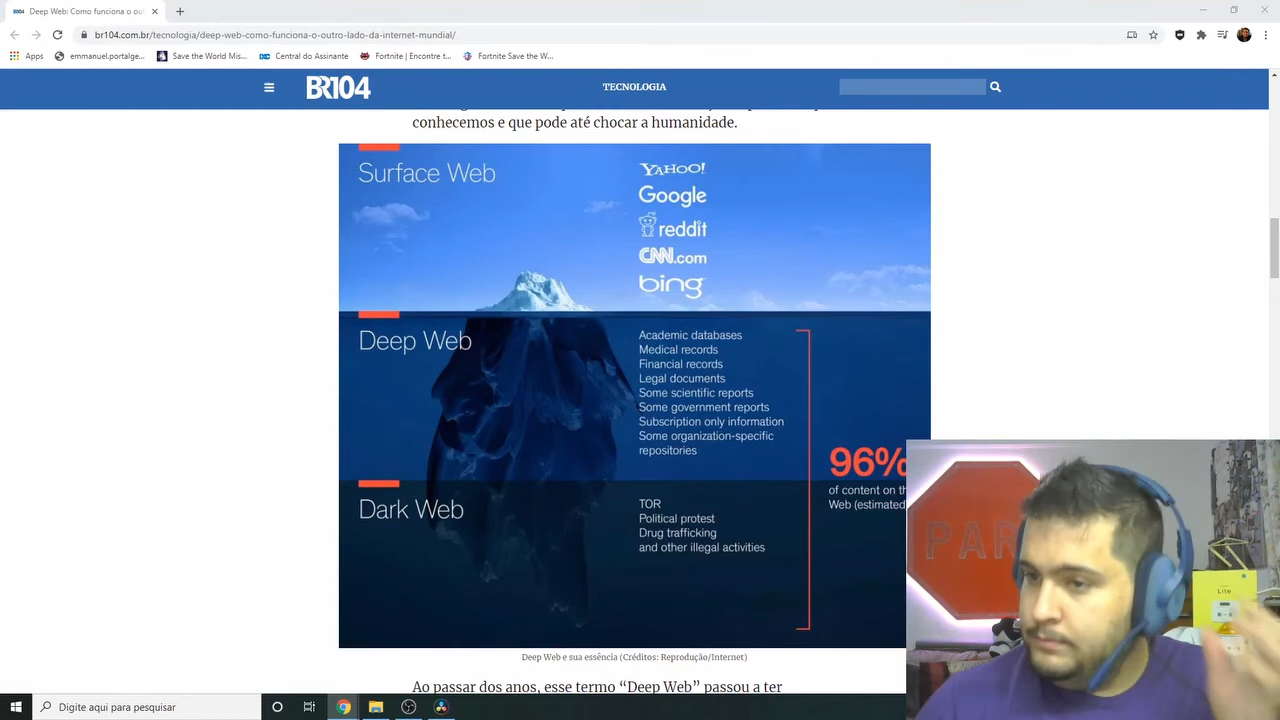 Deep Web: Como funciona o out
br104.com.br/tecnologia/deep-web-como-funciona-o-outro-lado-da-internet-mundial/
Apps
emmanuel.portalge...
Save the World Mis...
Central do Assinante
Fortnite | Encontre t...
Fortnite Save the W...
BR104
TECNOLOGIA
conhecemos e que pode até chocar a humanidade.
Surface Web
YAHOO!
Google
reddit
CNN.com
bing
Deep Web
Academic databases
Medical records
Financial records
Legal documents
Some scientific reports
Some government reports
Subscription only information
Some organization-specific
repositories
96%
of content on th
Web (estimated
Dark Web
TOR
Political protest
Drug trafficking
and other illegal activities
PAR
Lite
Deep Web e sua essência (Créditos: Reprodução/Internet)
Ao passar dos anos, esse termo “Deep Web” passou a ter
Digite aqui para pesquisar